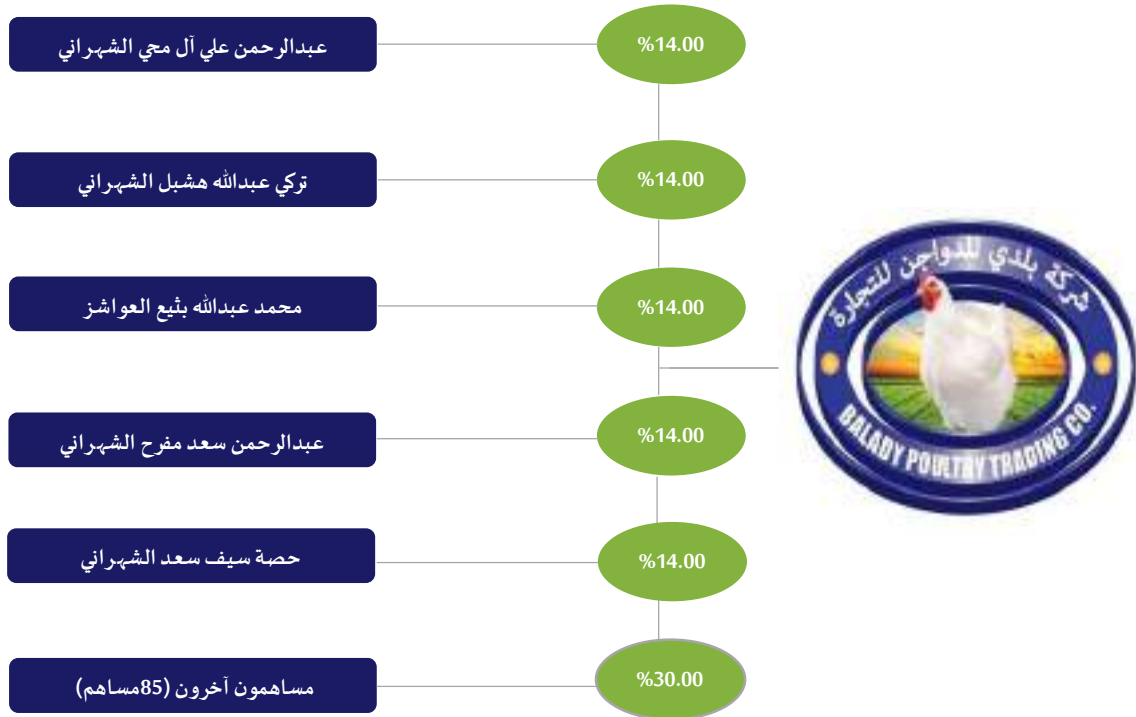 عبدالرحمن علي آل محي الشهراني
%14.00
تركي عبدالله هشبل الشهراني
%14.00
محمد عبدالله بثيع العواشز
%14.00
عبدالرحمن سعد مفرح الشهراني
%14.00
حصة سيف سعد الشهراني
%14.00
مساهمون آخرون (85مساهم)
%30.00
شركة بلدي للدواجن للتجارة
BALADY POULTRY TRADING CO.